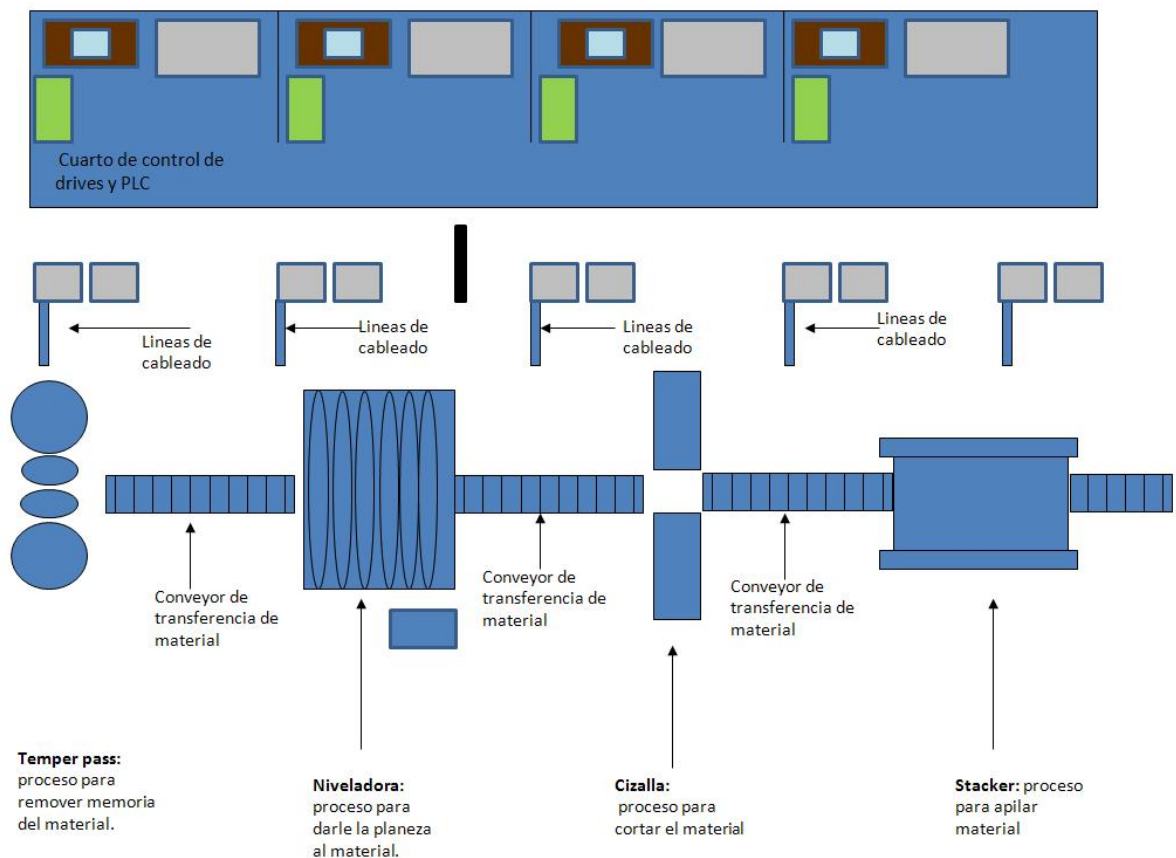 Cuarto de control de
drives y PLC
Lineas de
cableado
Lineas de
cableado
Lineas de
cableado
Lineas de
cableado
Conveyor de
transferencia de
material
Conveyor de
transferencia de
material
Conveyor de
transferencia de
material
Temper pass:
proceso para
remover memoria
del material.
Niveladora:
proceso para
darle la planeza
al material.
Cizalla:
proceso para
cortar el material
Stacker: proceso
para apilar
material